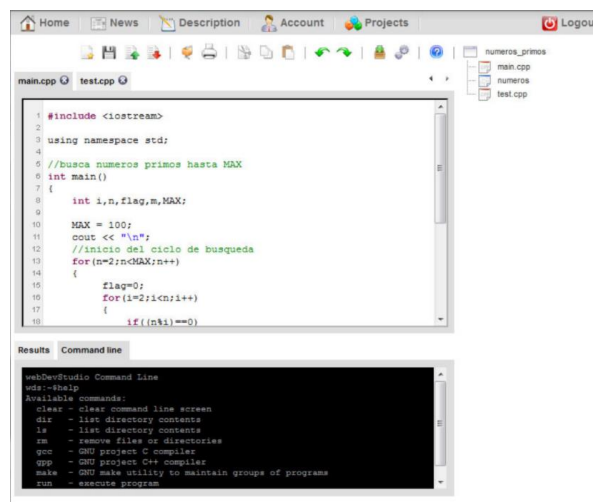 Home News Description Account Projects Logou
numeros_primos
main.cpp
numeros
test.cpp
main.cpp test.cpp
1 #include <iostream>
2
3 using namespace std;
4
5 //busca numeros primos hasta MAX
6 int main()
7 {
8 int i,n,flag,m,MAX;
9
10 MAX = 100;
11 cout << "\n";
12 //inicio del ciclo de busqueda
13 for(n=2;n<MAX;n++)
14 {
15 flag=0;
16 for(i=2;i<n;i++)
17 {
18 if((n%i)==0)
Results Command line
webDevStudio Command Line
wds:~$help
Available commands:
clear - clear command line screen
dir - list directory contents
ls - list directory contents
rm - remove files or directories
gcc - GNU project C compiler
gpp - GNU project C++ compiler
make - GNU make utility to maintain groups of programs
run - execute program